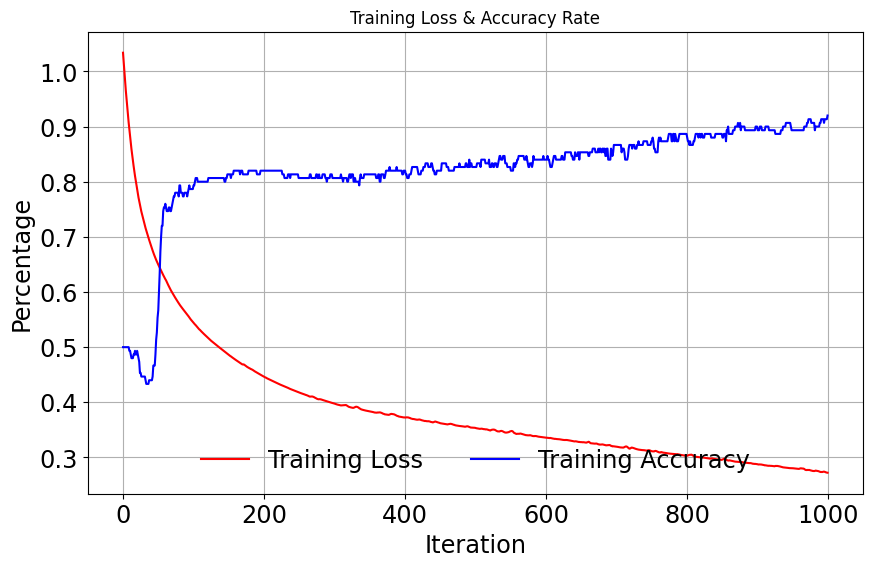 Training Loss & Accuracy Rate
1.0
0.9
0.8
0.7
0.6
0.5
0.4
0.3
Percentage
Training Loss
Training Accuracy
0 200 400 600 800 1000
Iteration